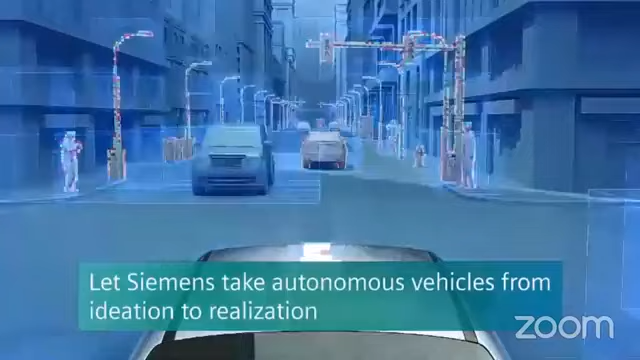 Let Siemens take autonomous vehicles from
ideation to realization
zoom